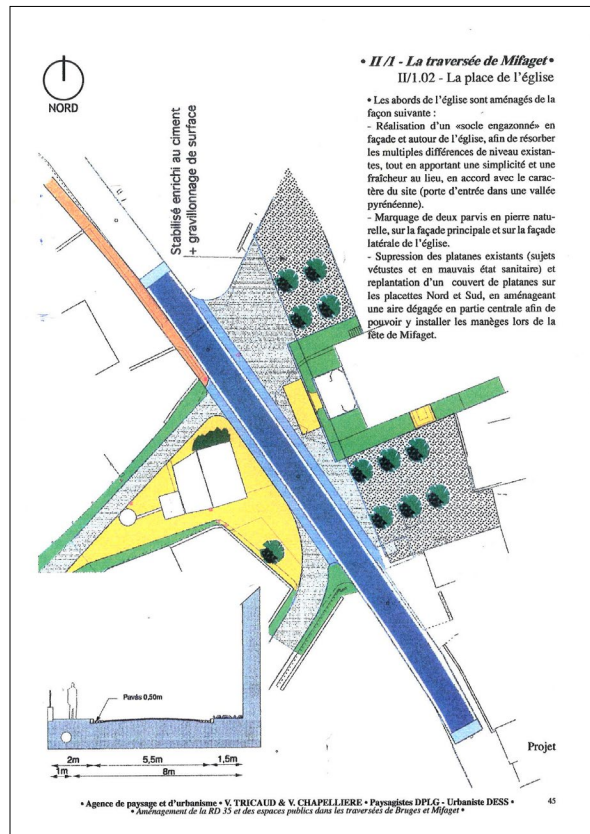 • II/1 - La traversée de Mifaget•
II/1.02 - La place de l'église
NORD
• Les abords de l'église sont aménagés de la
façon suivante :
- Réalisation d'un «socle engazonné» en
façade et autour de l'église, afin de résorber
les multiples différences de niveau existan-
tes, tout en apportant une simplicité et une
fraîcheur au lieu, en accord avec le carac-
tère du site (porte d'entrée dans une vallée
pyrénéenne).
- Marquage de deux parvis en pierre natu-
relle, sur la façade principale et sur la façade
latérale de l'église.
- Supression des platanes existants (sujets
vétustes et en mauvais état sanitaire) et
replantation d'un couvert de platanes sur
les placettes Nord et Sud, en aménageant
une aire dégagée en partie centrale afin de
pouvoir y installer les manèges lors de la
fête de Mifaget.
Stabilisé enrichi au ciment
+ gravillonnage de surface
Pavés 0,50m
2m
5,5m
1,5m
1m
8m
Projet
• Agence de paysage et d'urbanisme • V. TRICAUD & V. CHAPELLIERE • Paysagistes DPLG - Urbaniste DESS •
45
• Aménagement de la RD 35 et des espaces publics dans les traversées de Bruges et Mifaget •